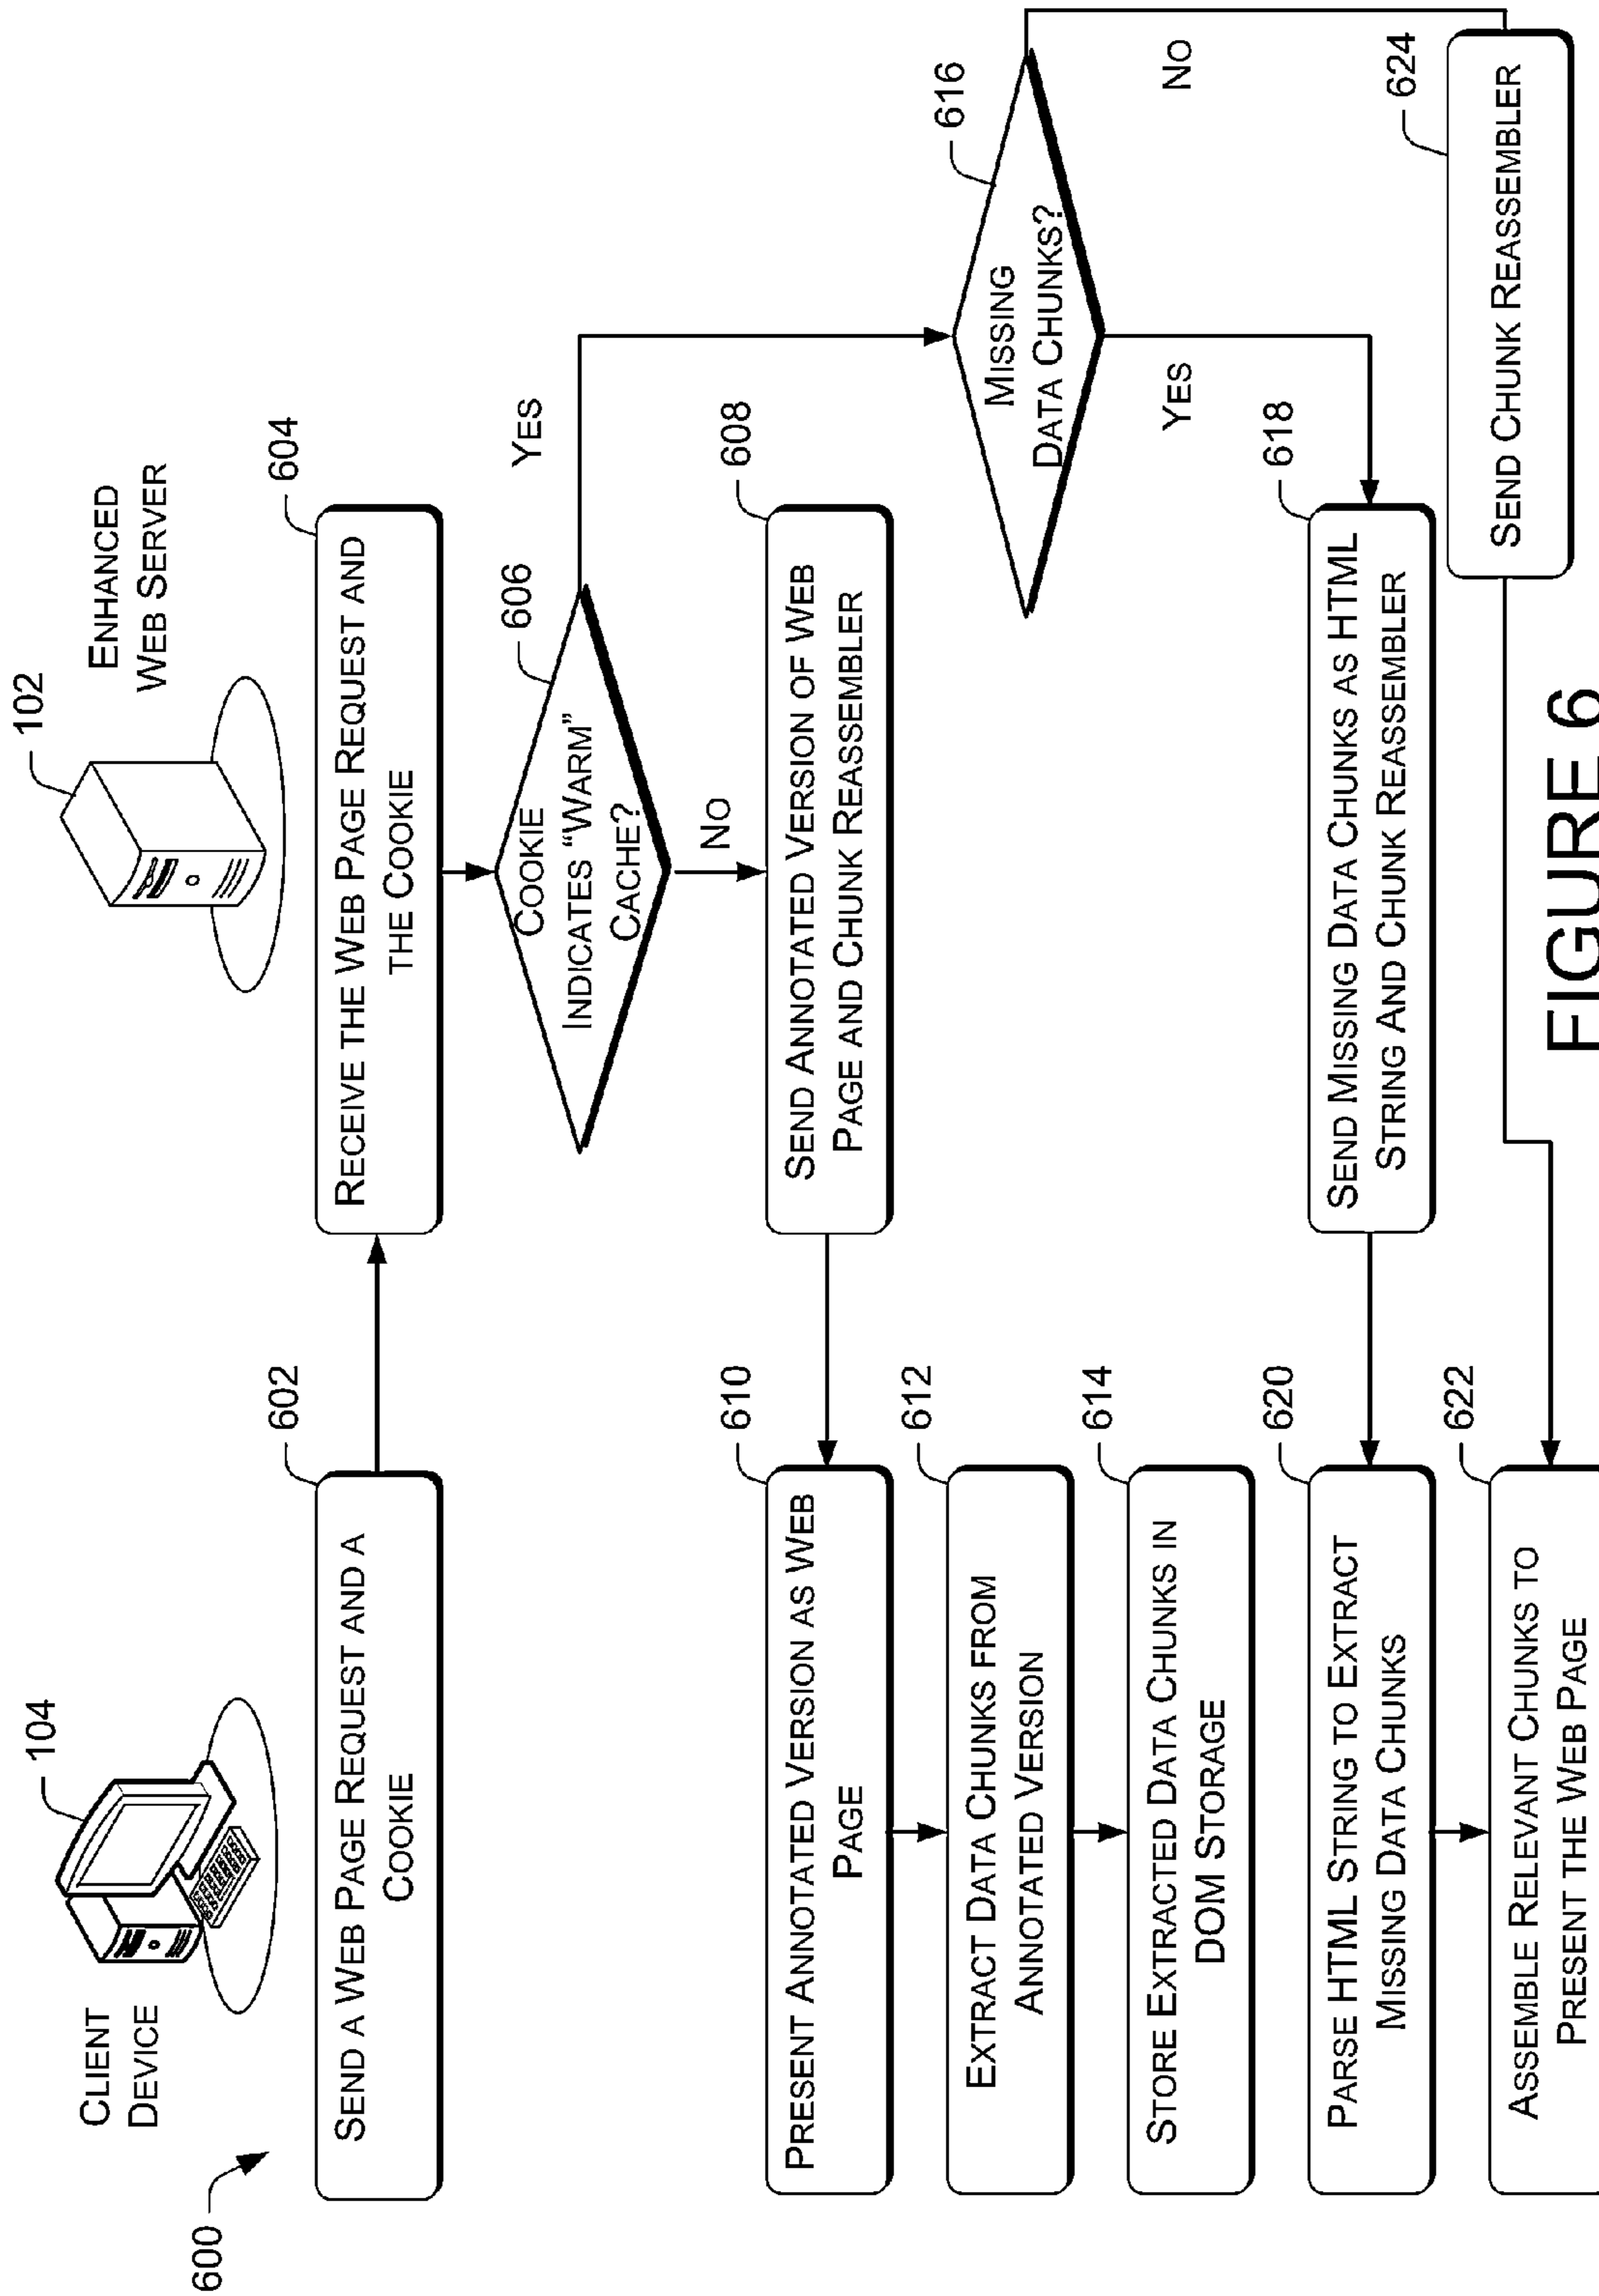 600
CLIENT
DEVICE
104
102
ENHANCED
WEB SERVER
602
SEND A WEB PAGE REQUEST AND A
COOKIE
604
RECEIVE THE WEB PAGE REQUEST AND
THE COOKIE
606
COOKIE
INDICATES “WARM”
CACHE?
YES
NO
608
SEND ANNOTATED VERSION OF WEB
PAGE AND CHUNK REASSEMBLER
610
PRESENT ANNOTATED VERSION AS WEB
PAGE
612
EXTRACT DATA CHUNKS FROM
ANNOTATED VERSION
614
STORE EXTRACTED DATA CHUNKS IN
DOM STORAGE
616
MISSING
DATA CHUNKS?
YES
NO
618
SEND MISSING DATA CHUNKS AS HTML
STRING AND CHUNK REASSEMBLER
620
PARSE HTML STRING TO EXTRACT
MISSING DATA CHUNKS
622
ASSEMBLE RELEVANT CHUNKS TO
PRESENT THE WEB PAGE
624
SEND CHUNK REASSEMBLER
FIGURE 6